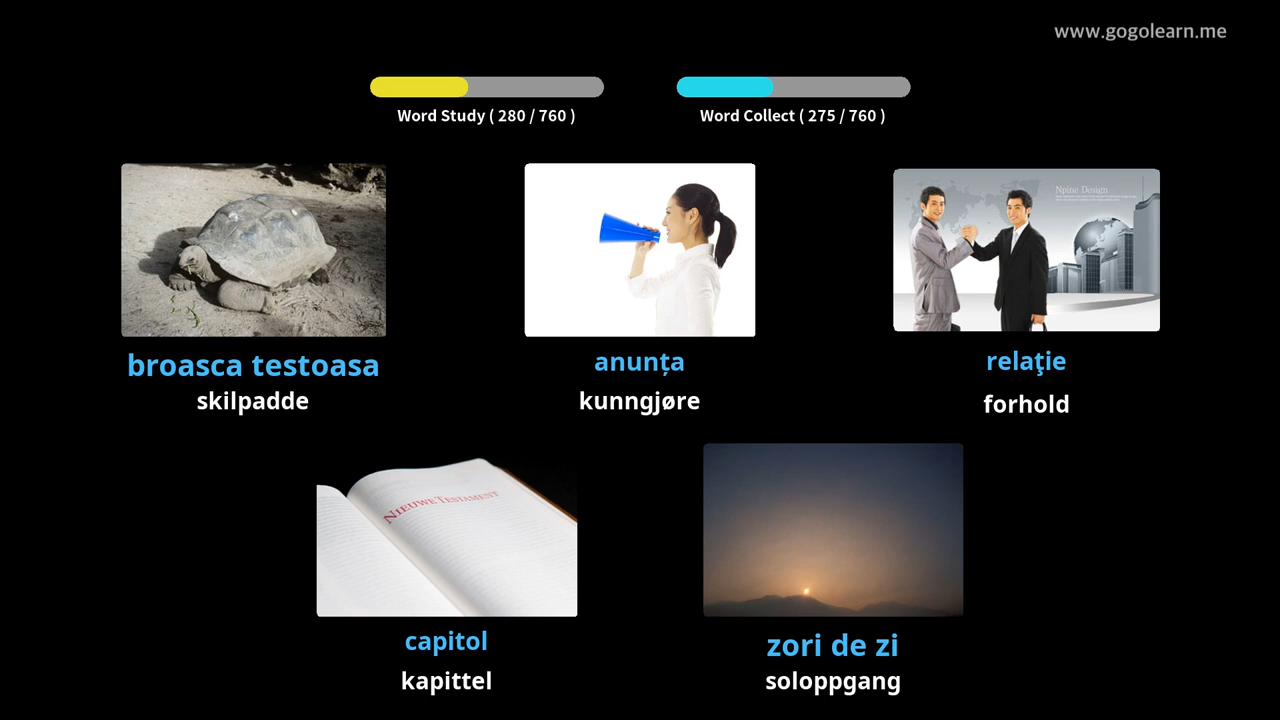 www.gogolearn.me
Word Study ( 280 / 760 )
Word Collect ( 275 / 760 )
Npine Design
broasca testoasa
skilpadde
anunța
kunngjøre
relaţie
forhold
NIEUWE TESTAMENT
capitol
kapittel
zori de zi
soloppgang